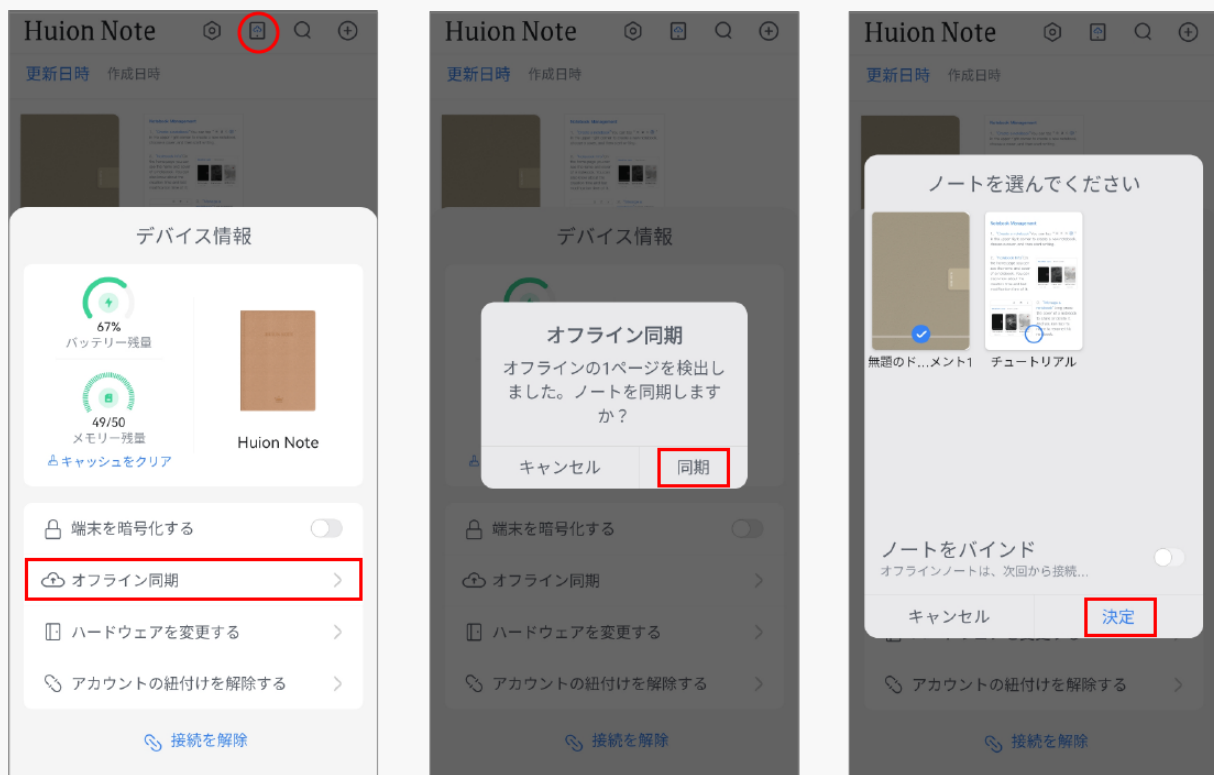 Huion Note
更新日時 作成日時
Notebook Management
デバイス情報
67%
バッテリー残量
49/50
メモリー残量
キャッシュをクリア
Huion Note
端末を暗号化する
オフライン同期
ハードウェアを変更する
アカウントの紐付けを解除する
接続を解除
Huion Note
更新日時 作成日時
Notebook Management
デバイス情報
オフライン同期
オフラインの1ページを検出し
ました。ノートを同期します
か？
キャンセル 同期
端末を暗号化する
オフライン同期
ハードウェアを変更する
アカウントの紐付けを解除する
接続を解除
Huion Note
更新日時 作成日時
Notebook Management
ノートを選んでください
Notebook Management
無題のド...メント1 チュートリアル
ノートをバインド
オフラインノートは、次回から接続...
キャンセル 決定
アカウントの紐付けを解除する
接続を解除